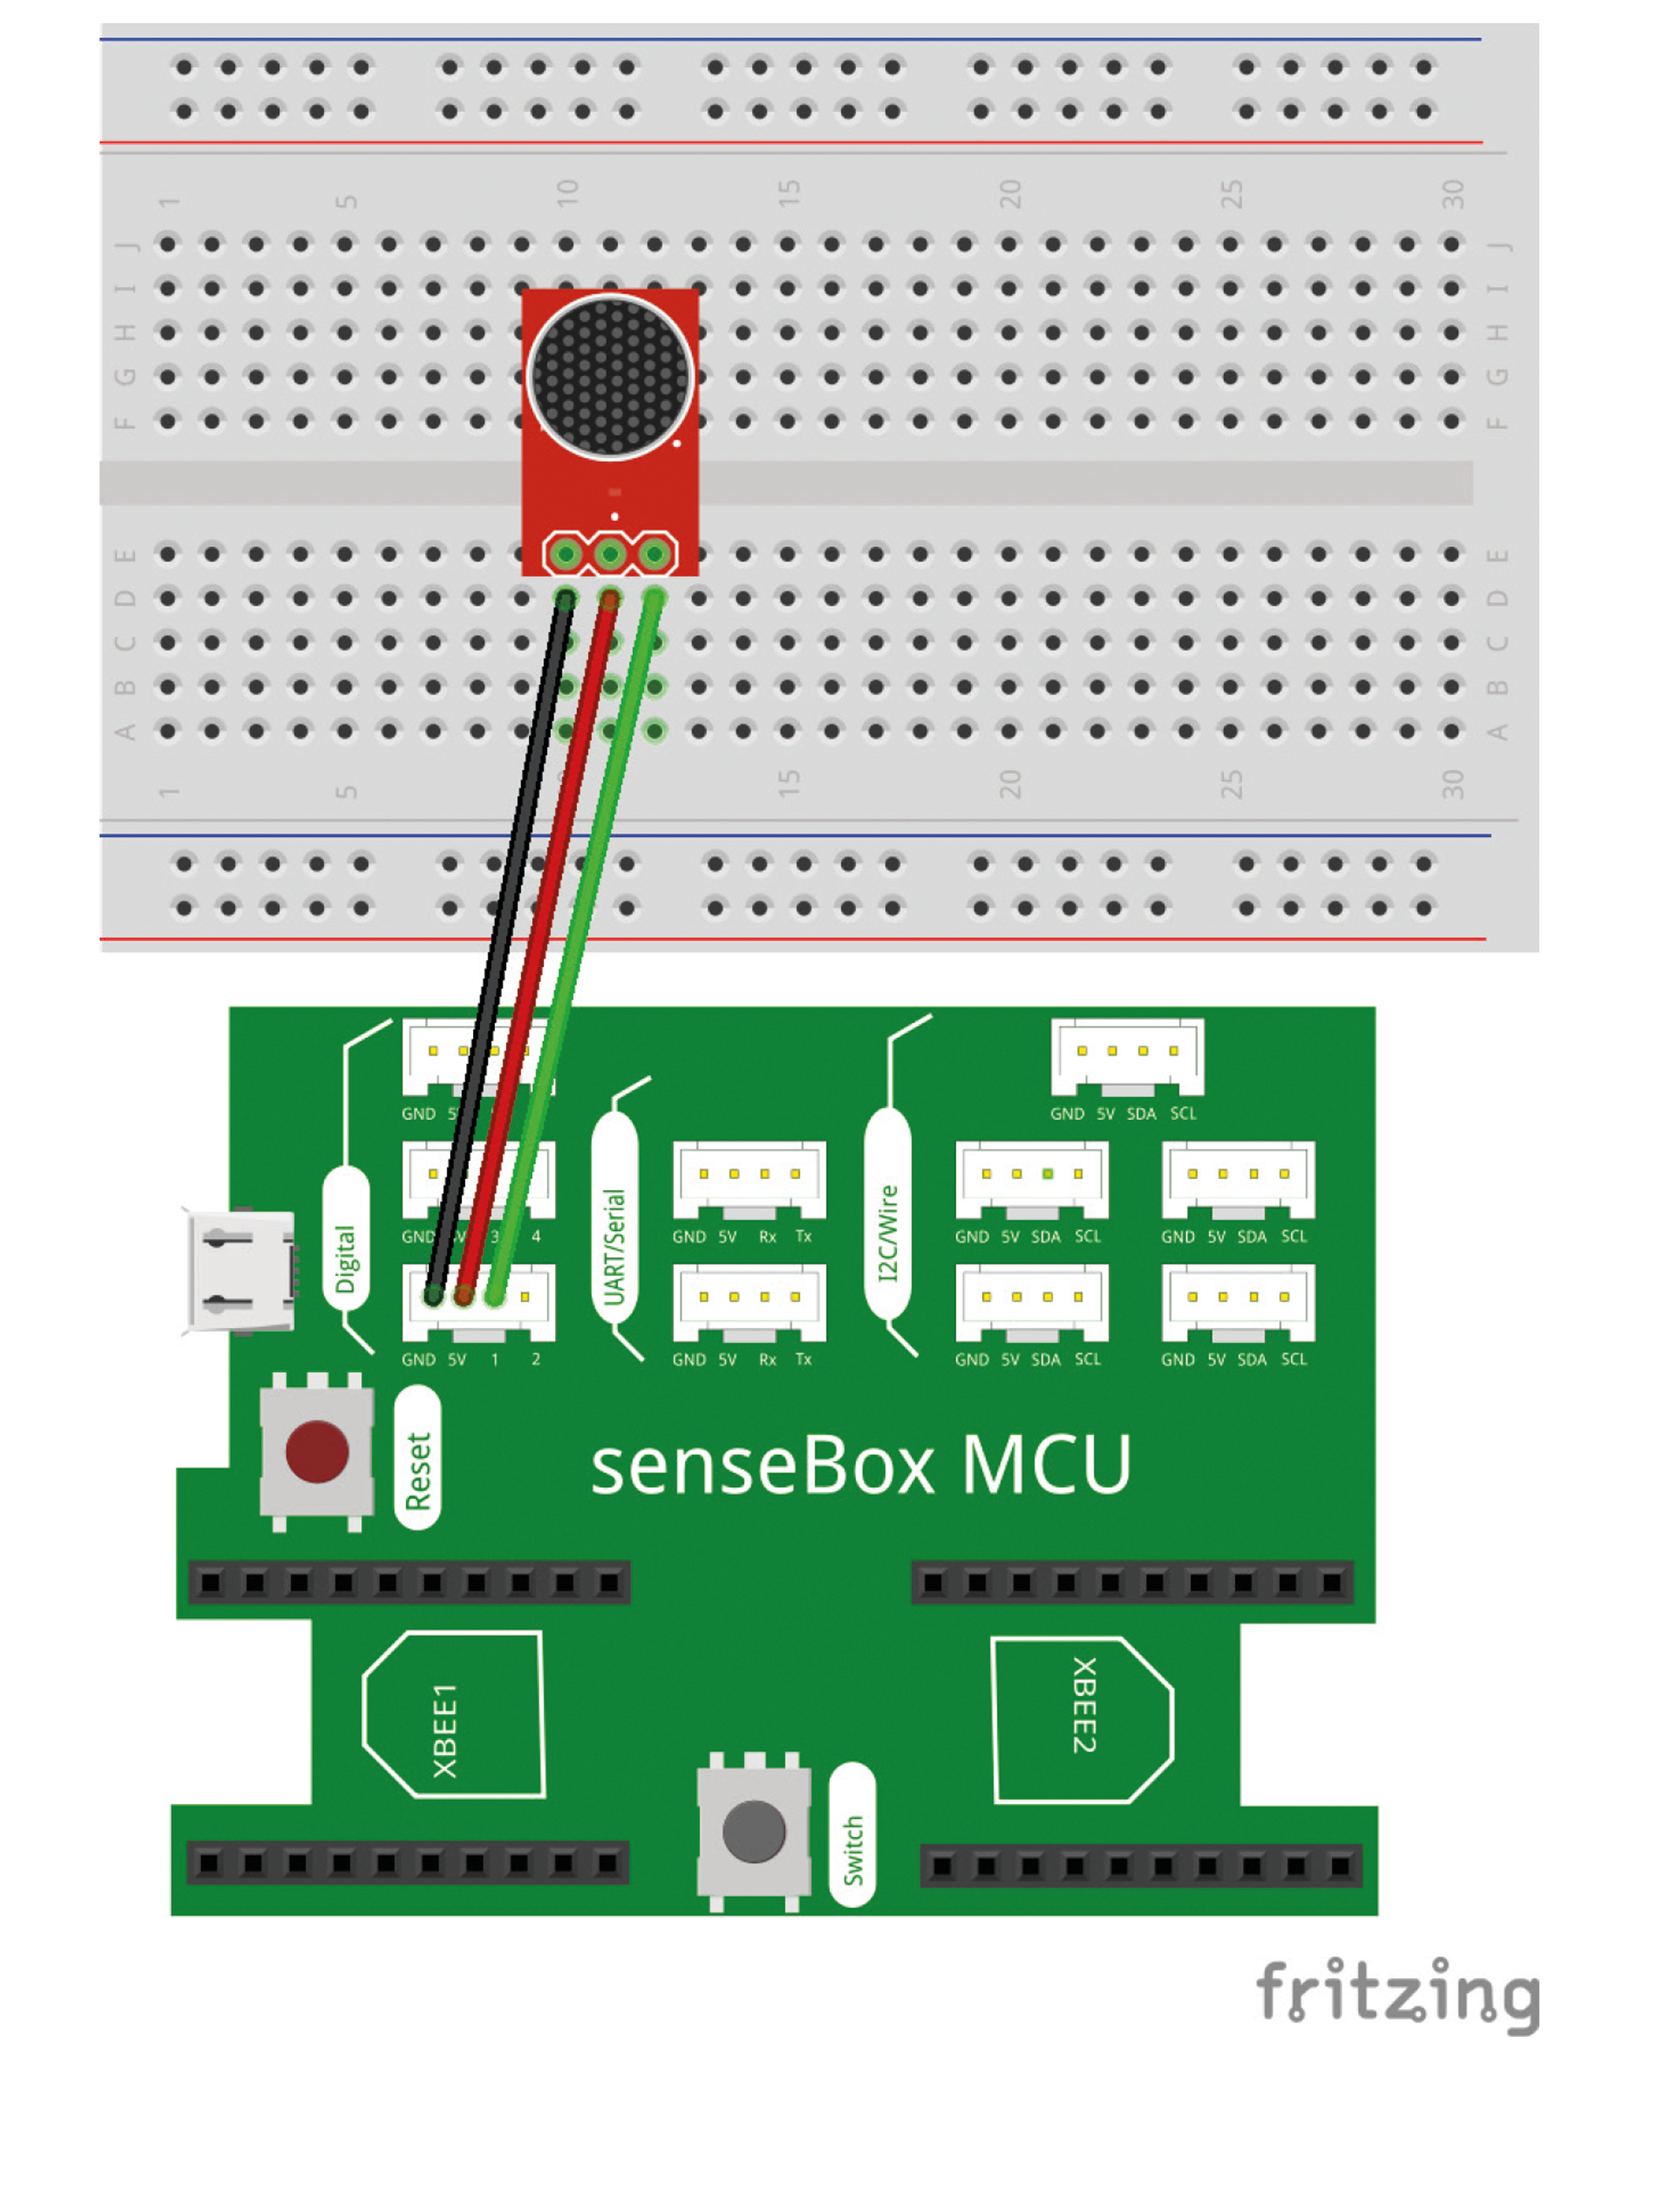 1 5 10 15 20 25 30
J J
I I
H H
G G
F F
E E
D D
C C
B B
A A
1 5 15 20 25 30
GND
GND 5V SDA SCL
Digital
GND 3 4
UART/Serial
GND 5V Rx Tx
I2C/Wire
GND 5V SDA SCL
GND 5V SDA SCL
GND 5V 1 2
GND 5V Rx Tx
GND 5V SDA SCL
GND 5V SDA SCL
Reset
senseBox MCU
XBEE1
XBEE2
Switch
fritzing